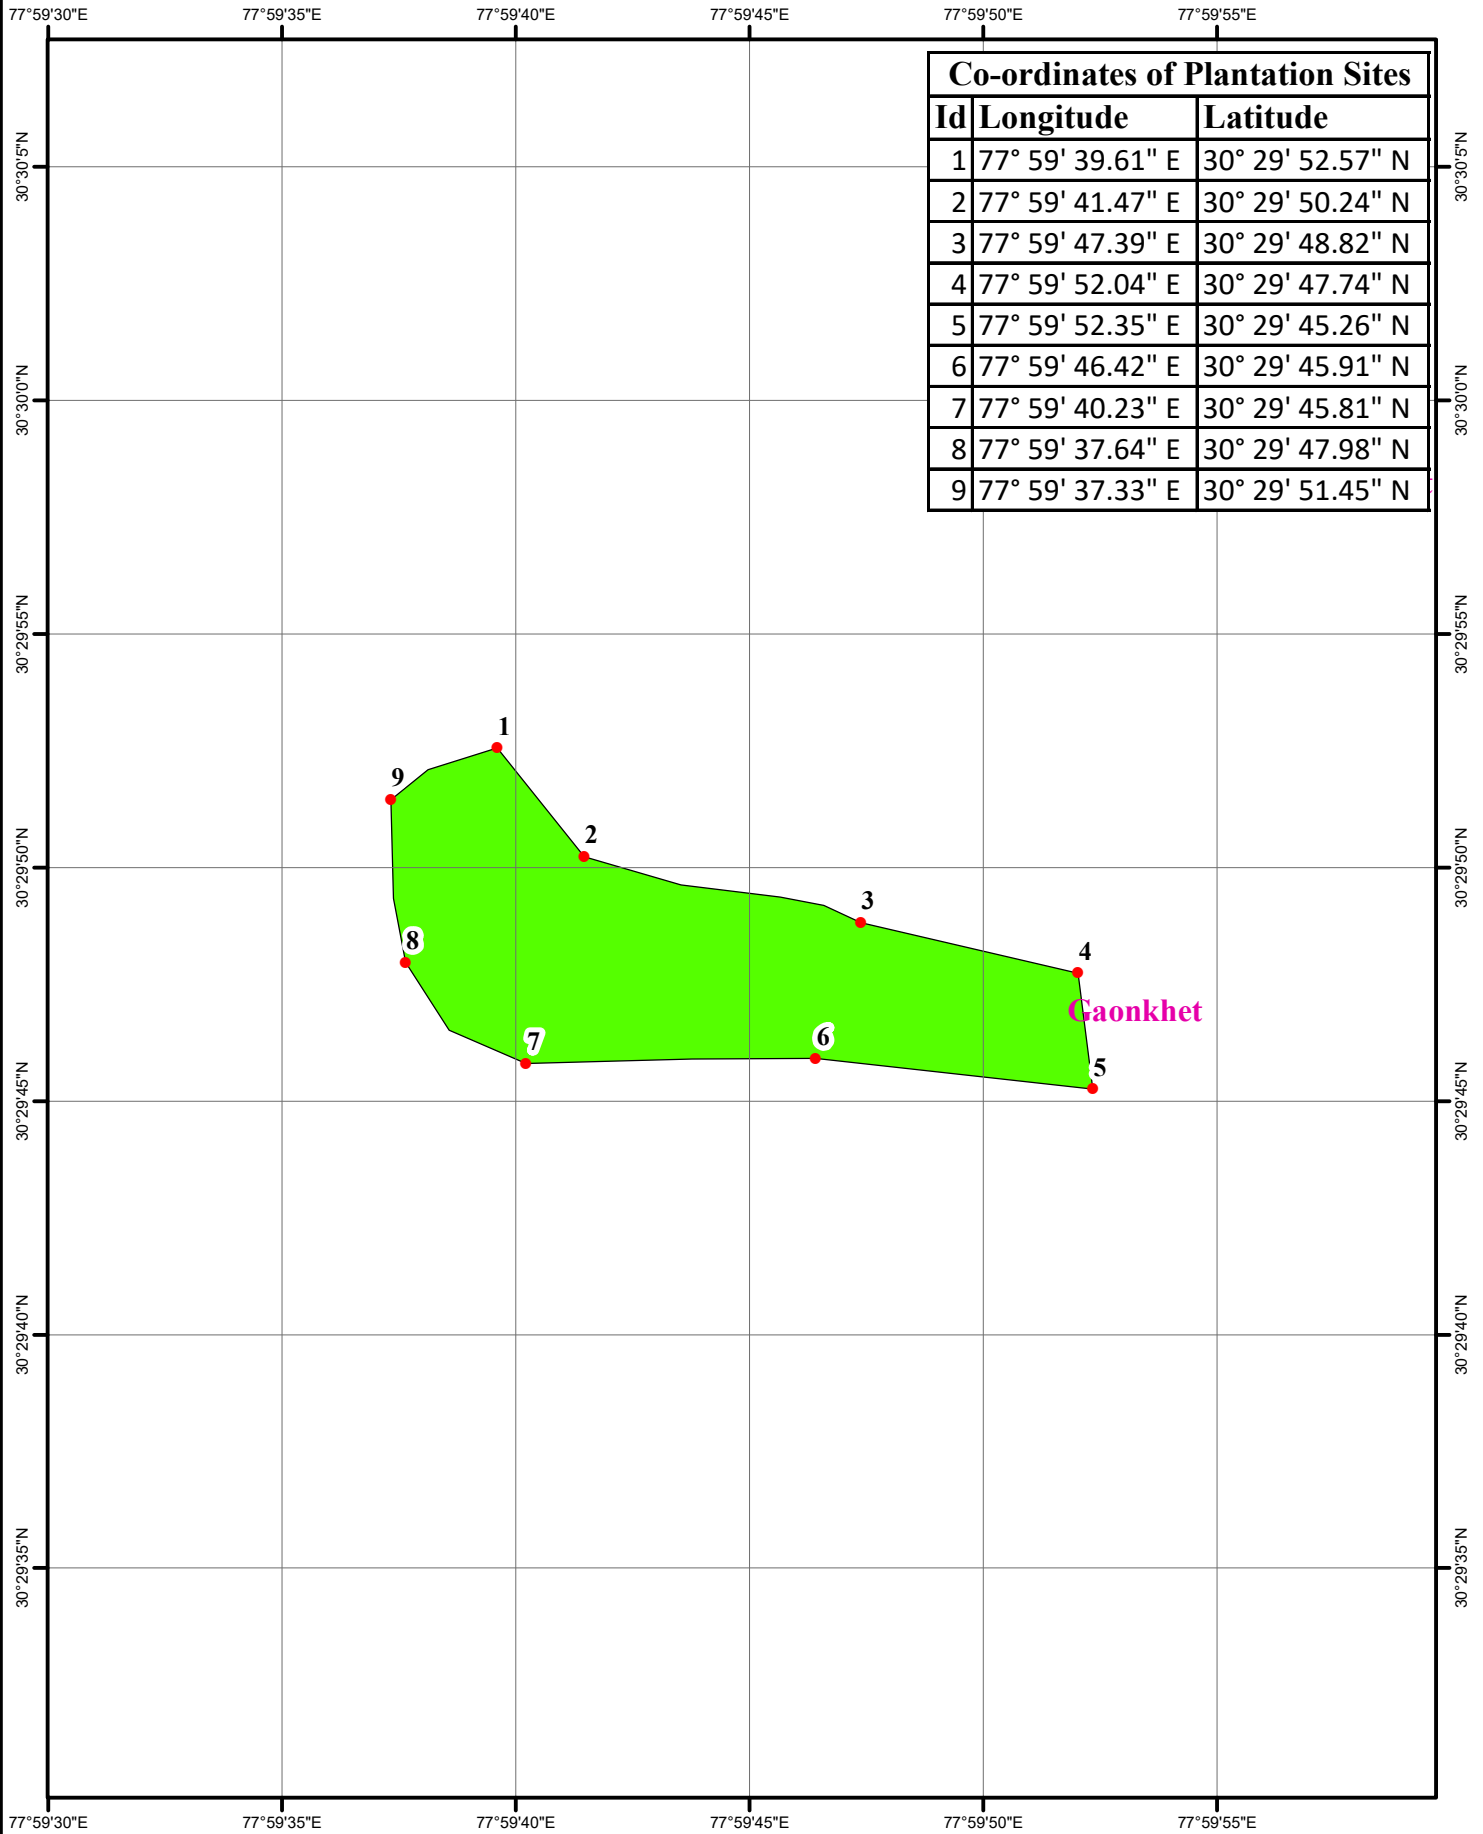 77°59'30"E 77°59'35"E 77°59'40"E 77°59'45"E 77°59'50"E 77°59'55"E
Co-ordinates of Plantation Sites
Id Longitude Latitude
1 77° 59' 39.61" E 30° 29' 52.57" N
2 77° 59' 41.47" E 30° 29' 50.24" N
3 77° 59' 47.39" E 30° 29' 48.82" N
4 77° 59' 52.04" E 30° 29' 47.74" N
5 77° 59' 52.35" E 30° 29' 45.26" N
6 77° 59' 46.42" E 30° 29' 45.91" N
7 77° 59' 40.23" E 30° 29' 45.81" N
8 77° 59' 37.64" E 30° 29' 47.98" N
9 77° 59' 37.33" E 30° 29' 51.45" N
30°30'5"N 30°30'5"N
30°30'0"N 30°30'0"N
30°29'55"N 30°29'55"N
1
9
2
30°29'50"N 30°29'50"N
3
8
4
Gaonkhet
7
6
5
30°29'45"N 30°29'45"N
30°29'40"N 30°29'40"N
30°29'35"N 30°29'35"N
77°59'30"E 77°59'35"E 77°59'40"E 77°59'45"E 77°59'50"E 77°59'55"E